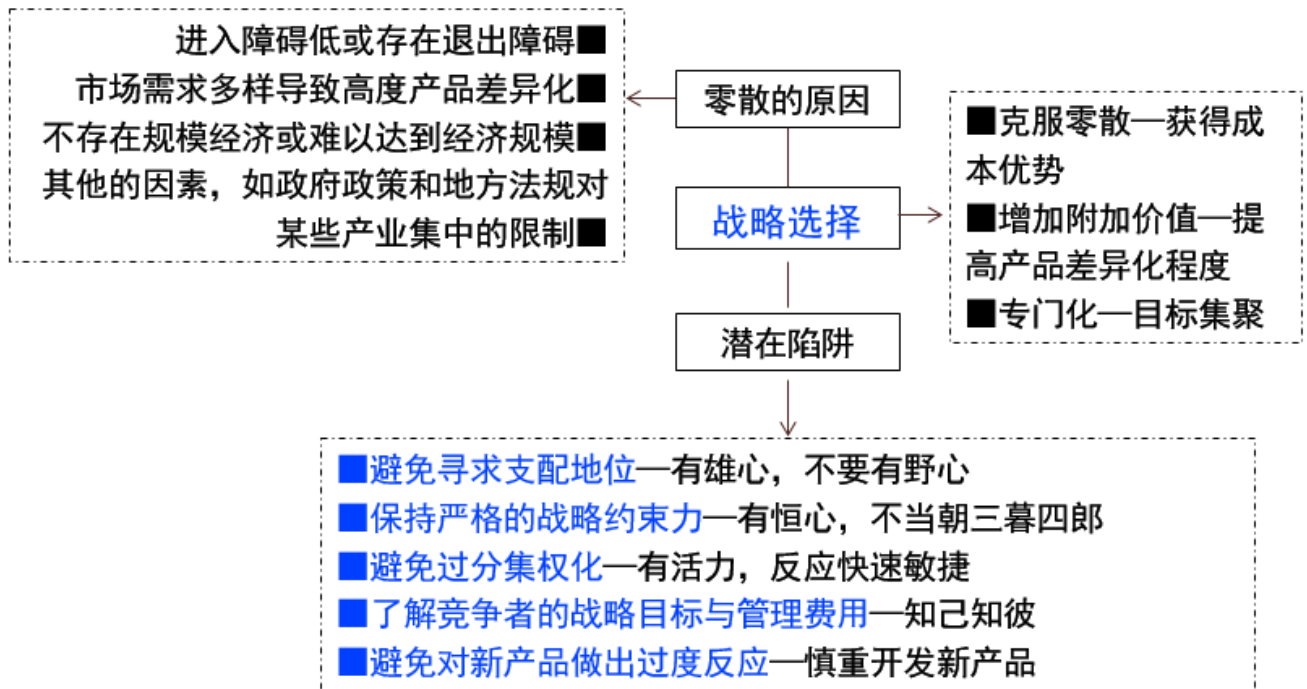 进入障碍低或存在退出障碍■
市场需求多样导致高度产品差异化■
不存在规模经济或难以达到经济规模■
其他的因素，如政府政策和地方法规对
某些产业集中的限制■
零散的原因
战略选择
潜在陷阱
■克服零散—获得成
本优势
■增加附加价值—提
高产品差异化程度
■专门化—目标集聚
■避免寻求支配地位—有雄心，不要有野心
■保持严格的战略约束力—有恒心，不当朝三暮四郎
■避免过分集权化—有活力，反应快速敏捷
■了解竞争者的战略目标与管理费用—知己知彼
■避免对新产品做出过度反应—慎重开发新产品